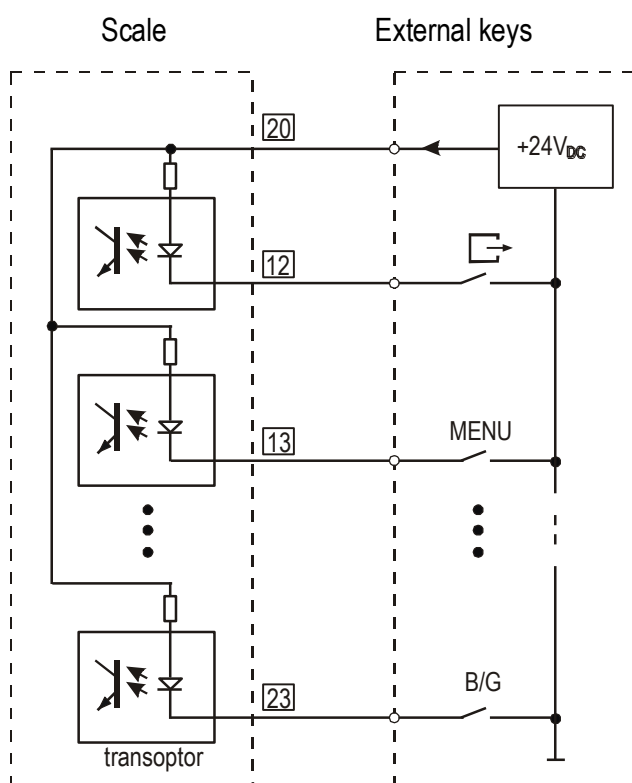 Scale External keys
20
+24VDC
12
13
MENU
23
B/G
transoptor